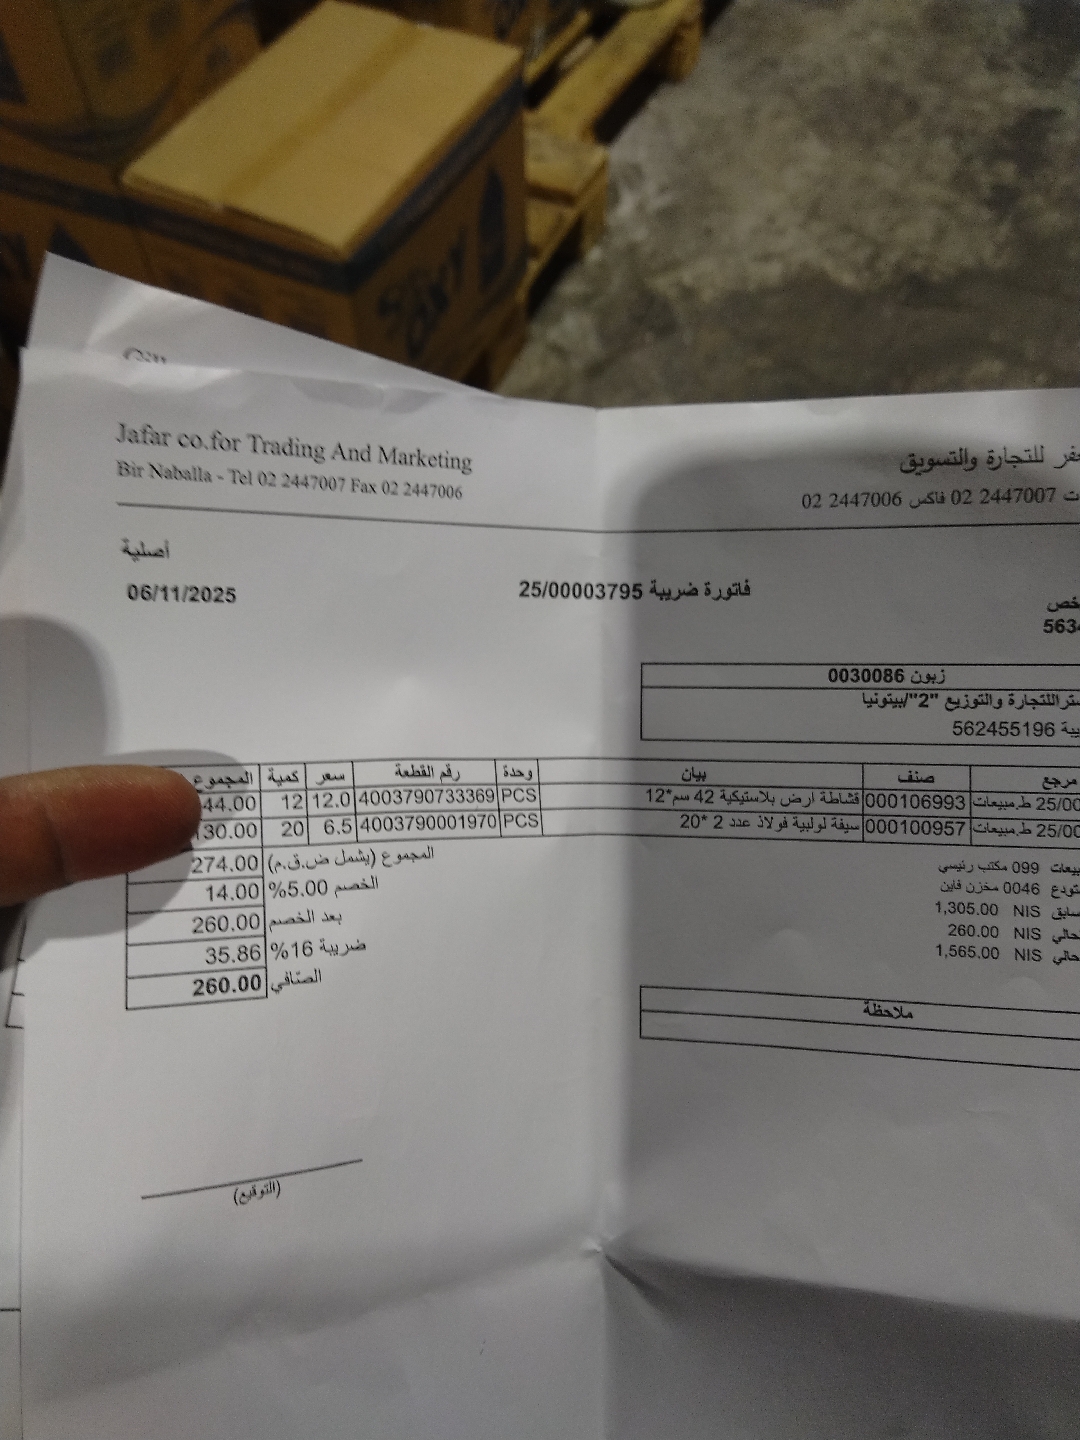 Jafar co.for Trading And Marketing
للتجارة والتسويق
Bir Naballa - Tel 02 2447007 Fax 02 2447006
02 2447007 فاكس 02 2447006
أصلية
فاتورة ضريبة 25/00003795
06/11/2025
زبون 0030086
والتوزيع "2"/بيتونيا
562455196
مرجع صنف بيان وحدة رقم القطعة سعر كمية المجموع
ط.مبيعات 000106993 قشاطة ارض بلاستيكية 42 سم*12 PCS 4003790733369 12.0 12 44.00
ط.مبيعات 000100957 سيفة لولبية فولاذ عدد 2 *20 PCS 4003790001970 6.5 20 130.00
المجموع (يشمل ض.ق.م) 274.00
الخصم 5.00% 14.00
بعد الخصم 260.00
ضريبة 16% 35.86
الصافي 260.00
099 مكتب رئيسي
0046 مخزن فاين
1,305.00 NIS
260.00 NIS
1,565.00 NIS
ملاحظة
(التوقيع)